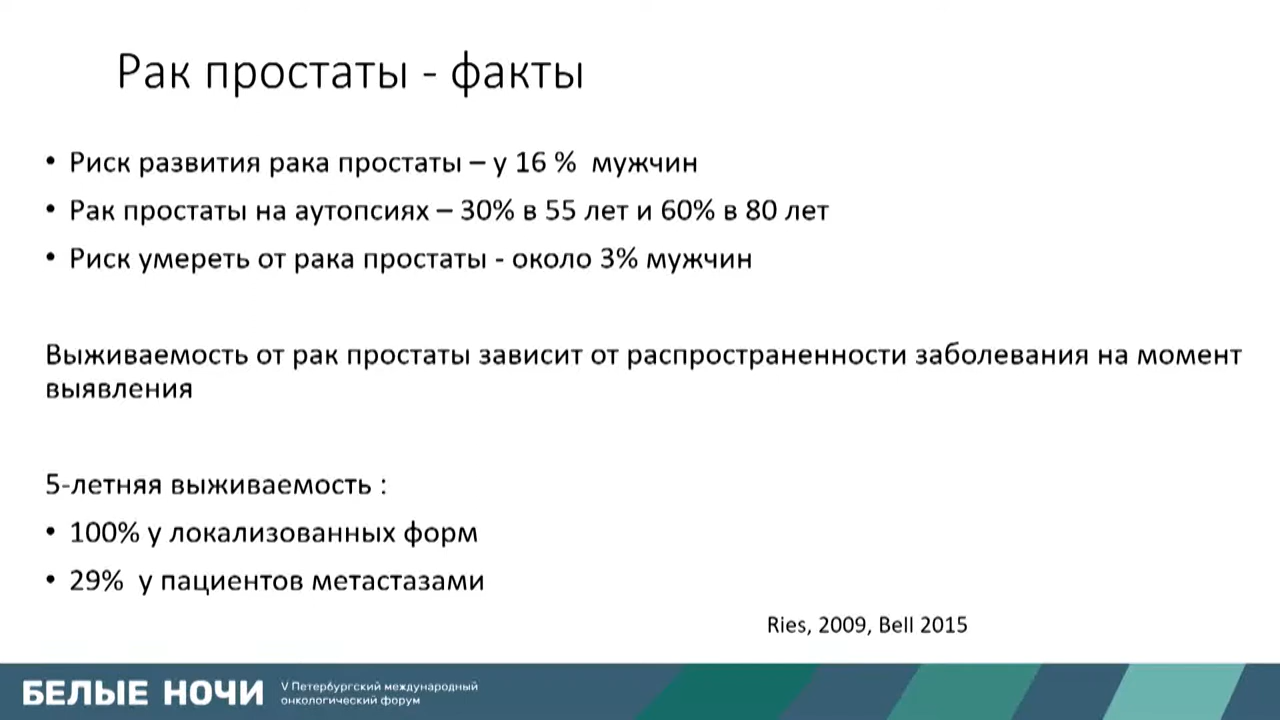 Рак простаты - факты
• Риск развития рака простаты – у 16 % мужчин
• Рак простаты на аутопсиях – 30% в 55 лет и 60% в 80 лет
• Риск умереть от рака простаты - около 3% мужчин
Выживаемость от рак простаты зависит от распространенности заболевания на момент
выявления
5-летняя выживаемость :
• 100% у локализованных форм
• 29% у пациентов метастазами
Ries, 2009, Bell 2015
БЕЛЫЕ НОЧИ
V Петербургский международный
онкологический форум